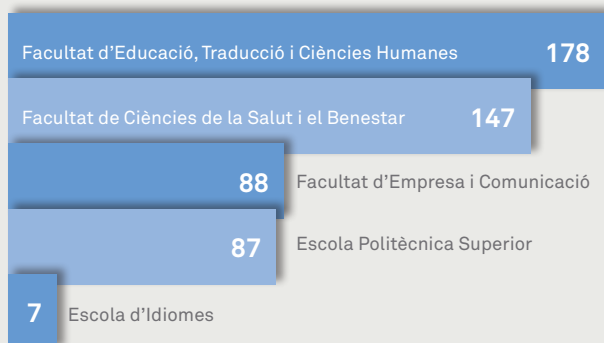 Facultat d'Educació, Traducció i Ciències Humanes 178
Facultat de Ciències de la Salut i el Benestar 147
88 Facultat d'Empresa i Comunicació
87 Escola Politècnica Superior
7 Escola d'Idiomes